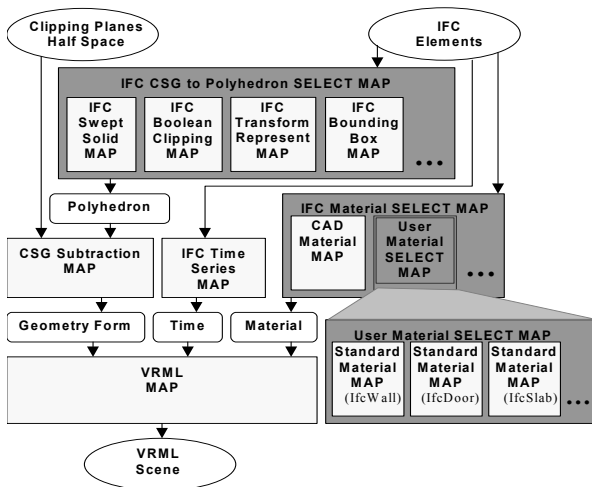 Clipping Planes
Half Space
IFC
Elements
IFC CSG to Polyhedron SELECT MAP
IFC
Swept
Solid
MAP
IFC
Boolean
Clipping
MAP
IFC
Transform
Represent
MAP
IFC
Bounding
Box
MAP
...
Polyhedron
IFC Material SELECT MAP
CAD
Material
MAP
User
Material
SELECT
MAP
...
CSG Subtraction
MAP
IFC Time
Series
MAP
Geometry Form
Time
Material
User Material SELECT MAP
Standard
Material
MAP
(IfcWall)
Standard
Material
MAP
(IfcDoor)
Standard
Material
MAP
(IfcSlab)
...
VRML
MAP
VRML
Scene